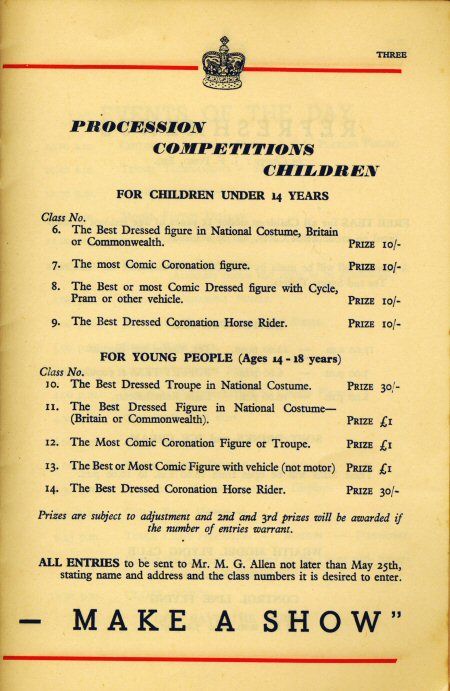 THREE
PROCESSION
COMPETITIONS
CHILDREN
FOR CHILDREN UNDER 14 YEARS
Class No.
6. The Best Dressed figure in National Costume, Britain
or Commonwealth. PRIZE 10/-
7. The most Comic Coronation figure. PRIZE 10/-
8. The Best or most Comic Dressed figure with Cycle,
Pram or other vehicle. PRIZE 10/-
9. The Best Dressed Coronation Horse Rider. PRIZE 10/-
FOR YOUNG PEOPLE (Ages 14 - 18 years)
Class No.
10. The Best Dressed Troupe in National Costume. PRIZE 30/-
11. The Best Dressed Figure in National Costume—
(Britain or Commonwealth). PRIZE £1
12. The Most Comic Coronation Figure or Troupe. PRIZE £1
13. The Best or Most Comic Figure with vehicle (not motor) PRIZE £1
14. The Best Dressed Coronation Horse Rider. PRIZE 30/-
Prizes are subject to adjustment and 2nd and 3rd prizes will be awarded if
the number of entries warrant.
ALL ENTRIES to be sent to Mr. M. G. Allen not later than May 25th,
stating name and address and the class numbers it is desired to enter.
— MAKE A SHOW"